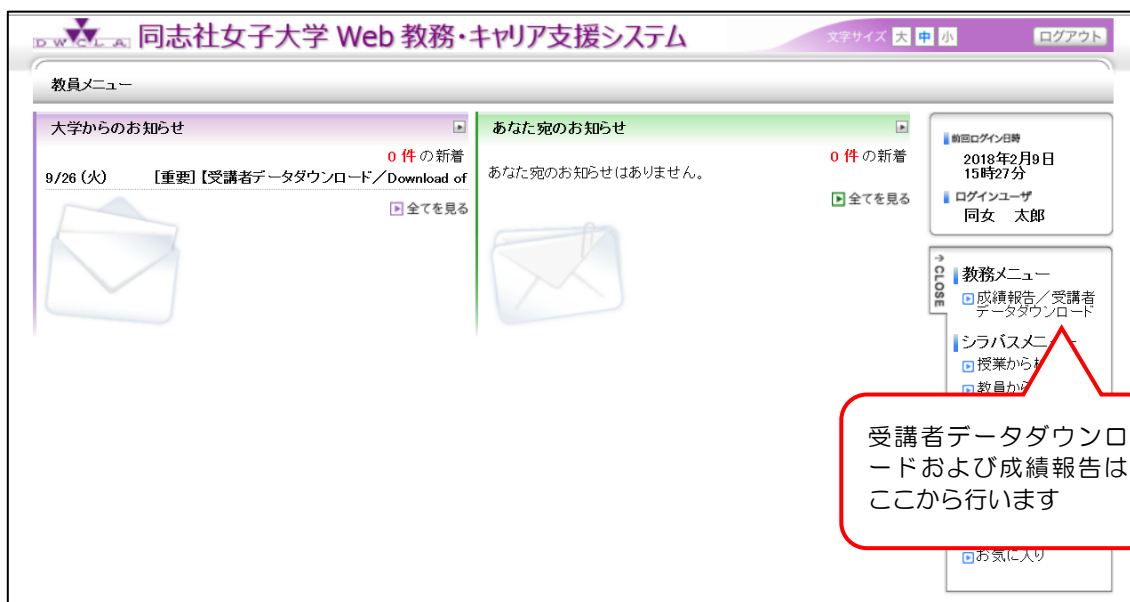 DWCLA 同志社女子大学 Web 教務・キャリア支援システム
文字サイズ 大 中 小
ログアウト
教員メニュー
大学からのお知らせ
0 件 の新着
9/26 (火) [重要]【受講者データダウンロード／Download of
全てを見る
あなた宛のお知らせ
0 件 の新着
あなた宛のお知らせはありません。
全てを見る
前回ログイン日時
2018年2月9日
15時27分
ログインユーザ
同女 太郎
→CLOSE
教務メニュー
成績報告／受講者
データダウンロード
シラバスメニュー
授業から
教員から
受講者データダウンロ
ードおよび成績報告は
ここから行います
お気に入り